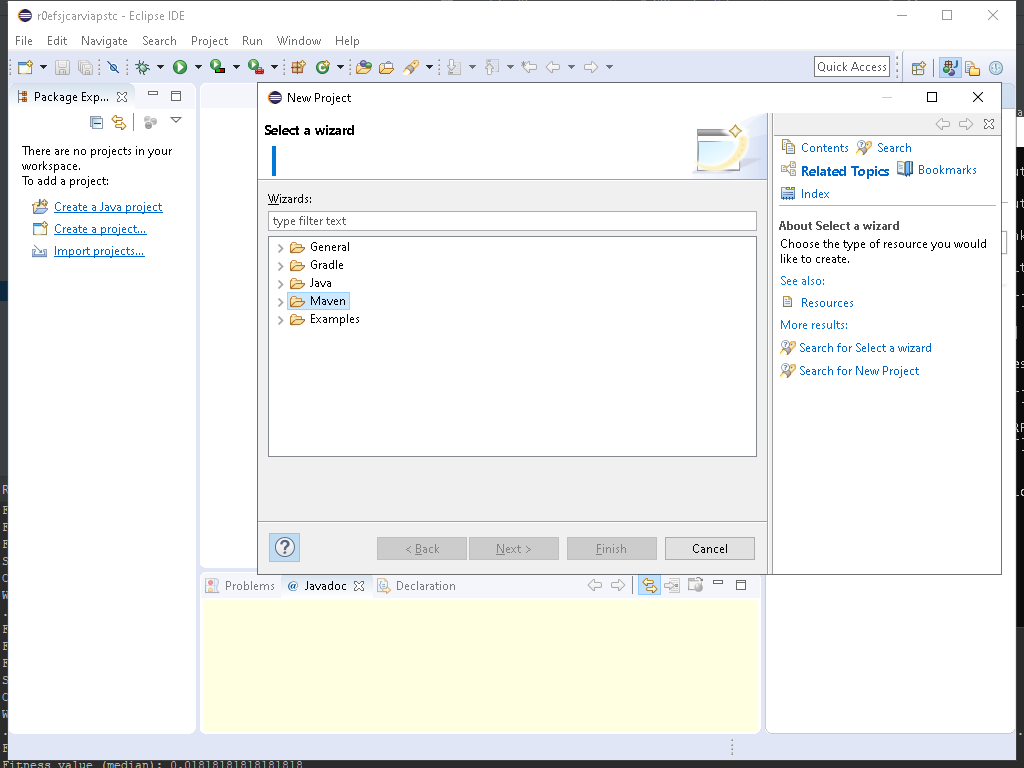 r0efsjcarviapstc - Eclipse IDE
File Edit Navigate Search Project Run Window Help
Quick Access
Package Exp...
There are no projects in your
workspace.
To add a project:
Create a Java project
Create a project...
Import projects...
New Project
Select a wizard
Wizards:
type filter text
General
Gradle
Java
Maven
Examples
< Back
Next >
Finish
Cancel
Contents
Search
Related Topics
Bookmarks
Index
About Select a wizard
Choose the type of resource you would
like to create.
See also:
Resources
More results:
Search for Select a wizard
Search for New Project
Problems
@ Javadoc
Declaration
Fitness value (median): 0.01818181818181818